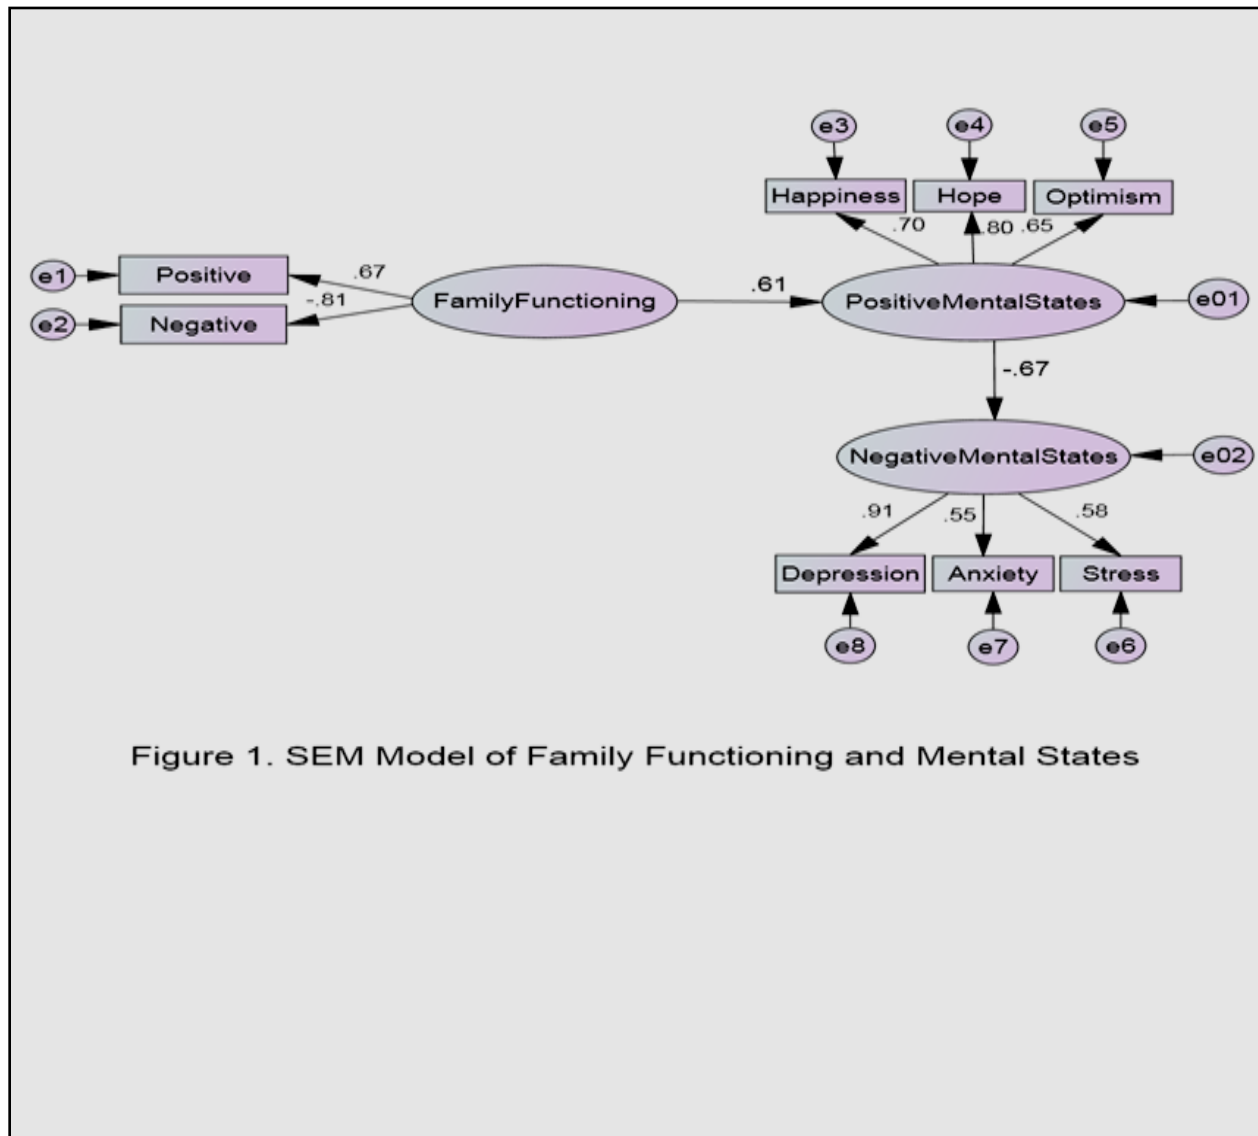 e3
e4
e5
Happiness
Hope
Optimism
.70
.80
.65
e1
Positive
.67
FamilyFunctioning
.61
PositiveMentalStates
e01
e2
Negative
-.81
-.67
NegativeMentalStates
e02
.91
.55
.58
Depression
Anxiety
Stress
e8
e7
e6
Figure 1. SEM Model of Family Functioning and Mental States